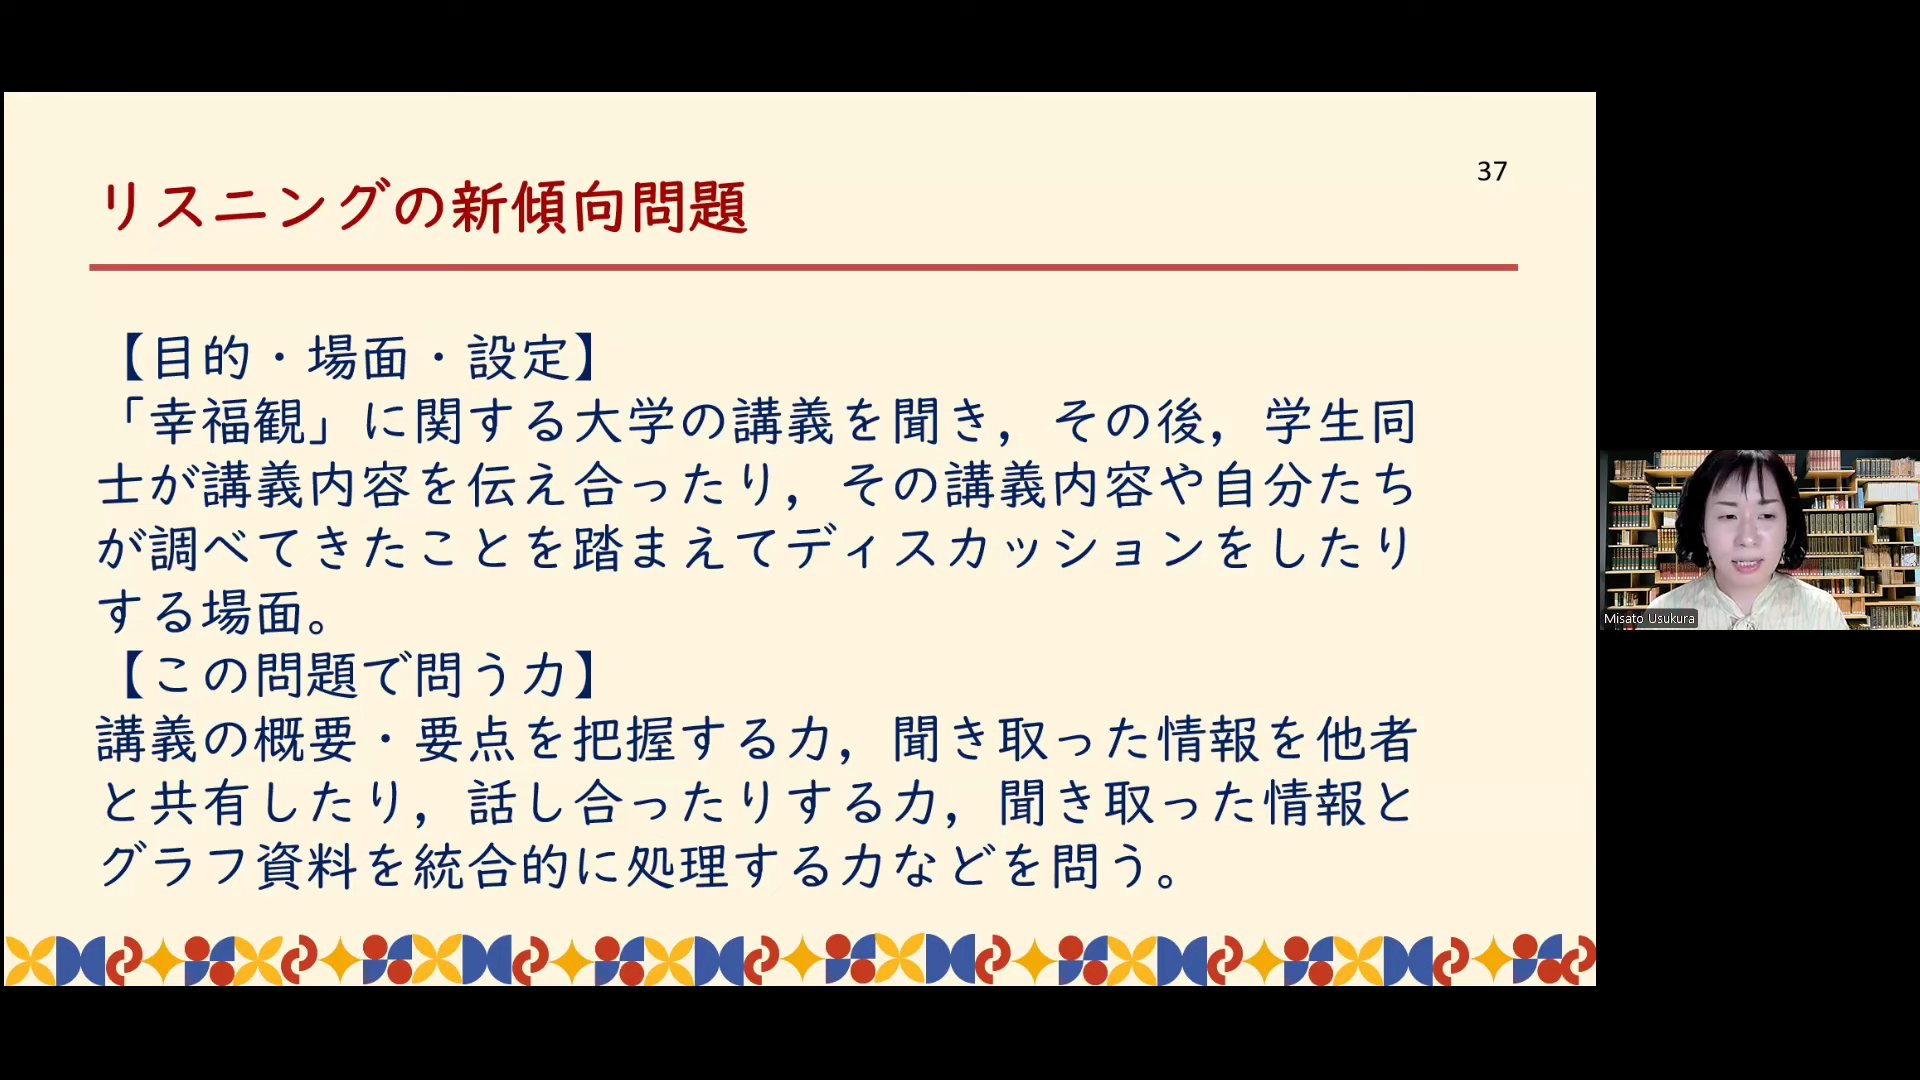 37
リスニングの新傾向問題
【目的・場面・設定】
「幸福観」に関する大学の講義を聞き，その後，学生同
士が講義内容を伝え合ったり，その講義内容や自分たち
が調べてきたことを踏まえてディスカッションをしたり
する場面。
【この問題で問う力】
講義の概要・要点を把握する力，聞き取った情報を他者
と共有したり，話し合ったりする力，聞き取った情報と
グラフ資料を統合的に処理する力などを問う。
Misato Usukura